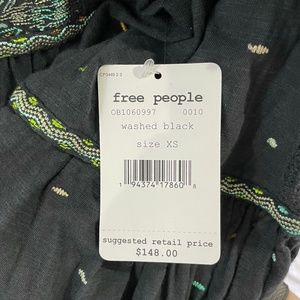 free people
OB1060997 0010
washed black
size XS
1 94374 17860 8
suggested retail price
$148.00